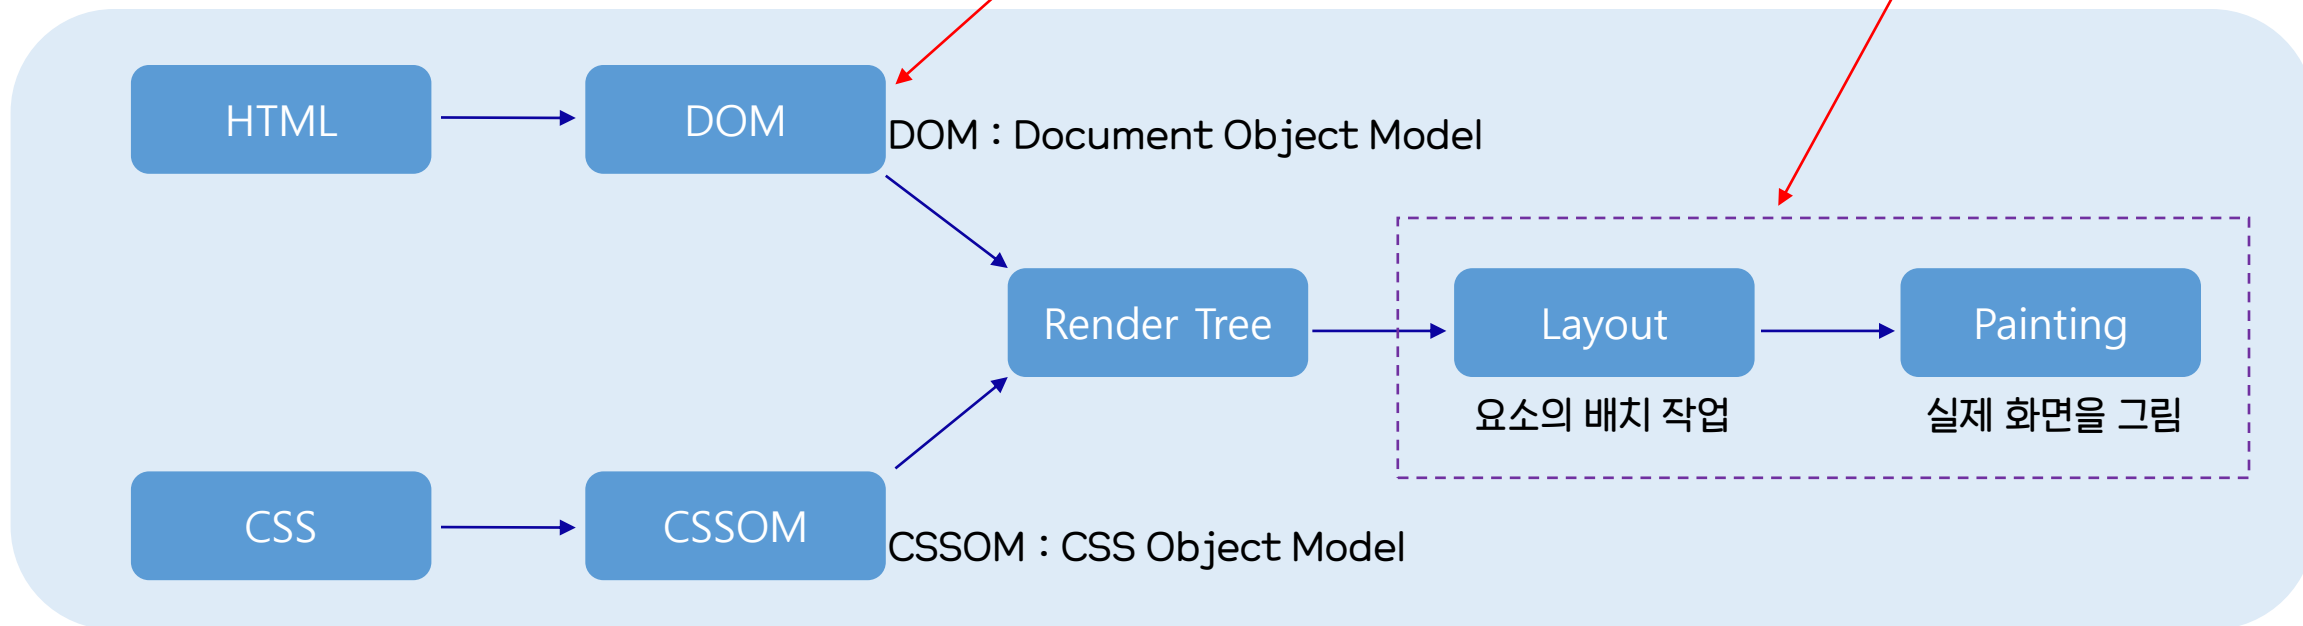 HTML
DOM
DOM : Document Object Model
Render Tree
Layout
Painting
요소의 배치 작업
실제 화면을 그림
CSS
CSSOM
CSSOM : CSS Object Model